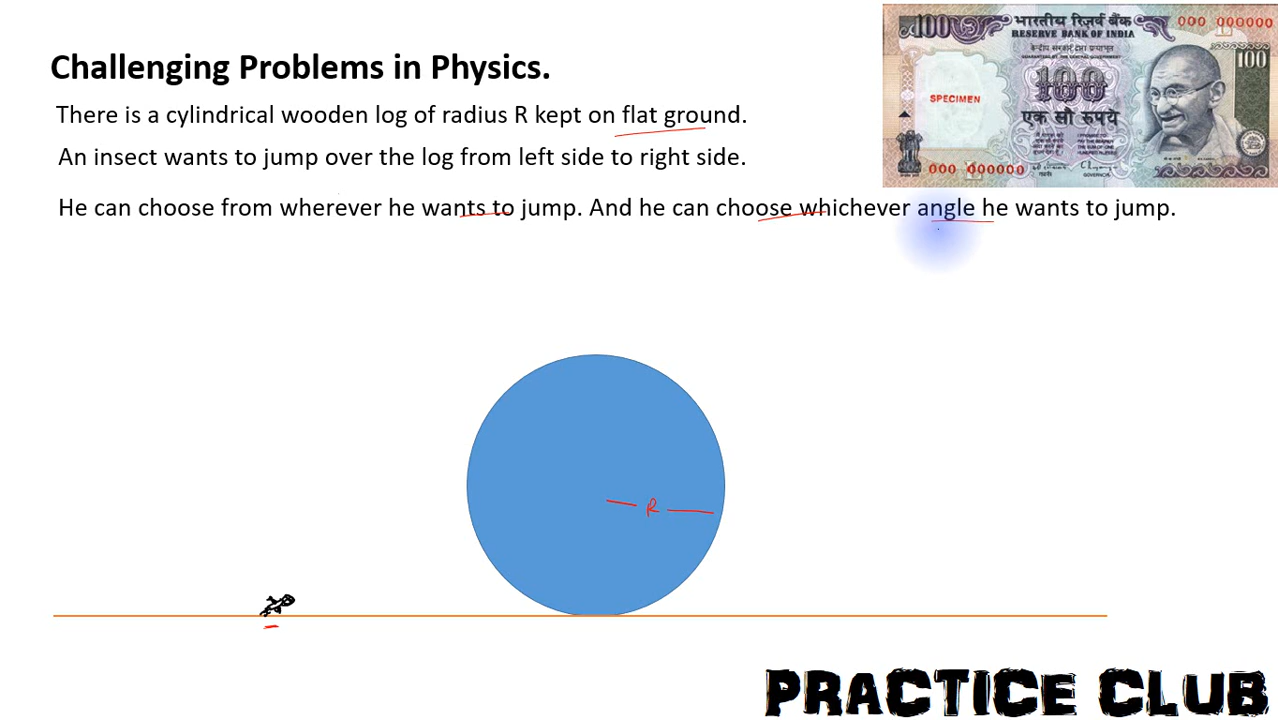 भारतीय रिज़र्व बैंक
RESERVE BANK OF INDIA
000 000000
100
SPECIMEN
100
एक सौ रुपये
000 000000
Challenging Problems in Physics.
There is a cylindrical wooden log of radius R kept on flat ground.
An insect wants to jump over the log from left side to right side.
He can choose from wherever he wants to jump. And he can choose whichever angle he wants to jump.
R
PRACTICE CLUB